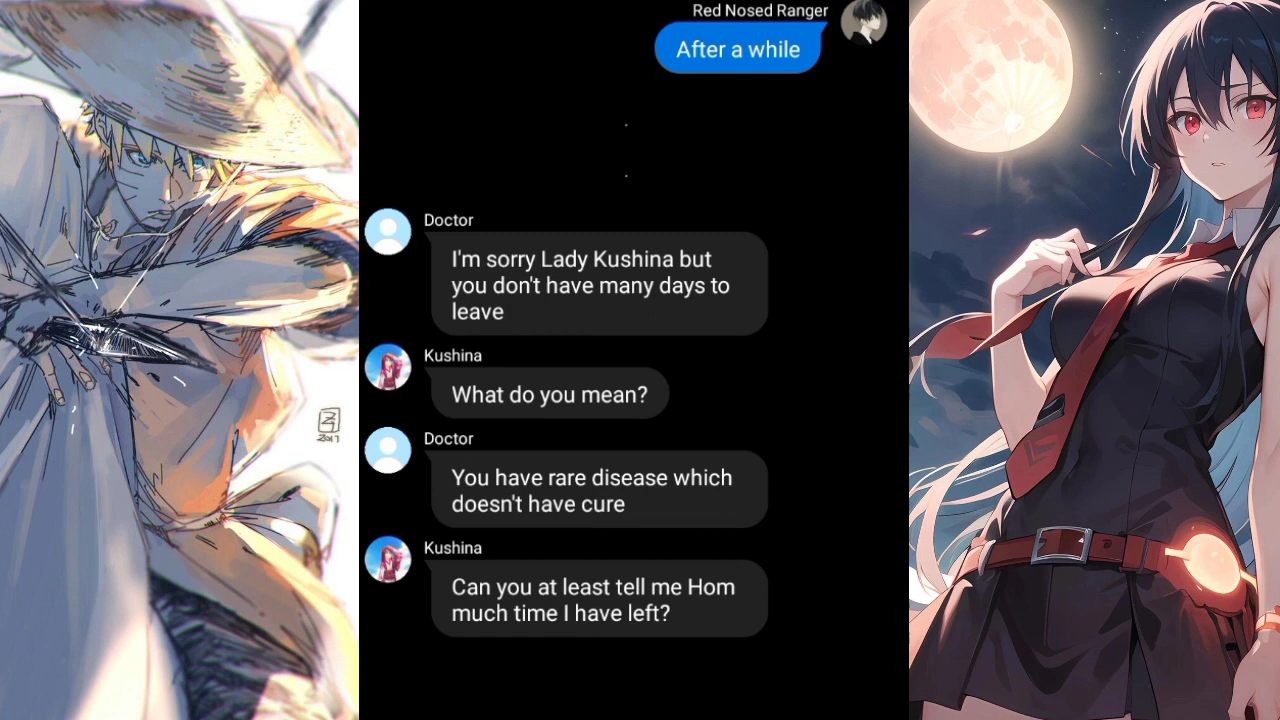 Red Nosed Ranger
After a while
Doctor
I'm sorry Lady Kushina but
you don't have many days to
leave
Kushina
What do you mean?
Doctor
You have rare disease which
doesn't have cure
Kushina
Can you at least tell me Hom
much time I have left?
2017